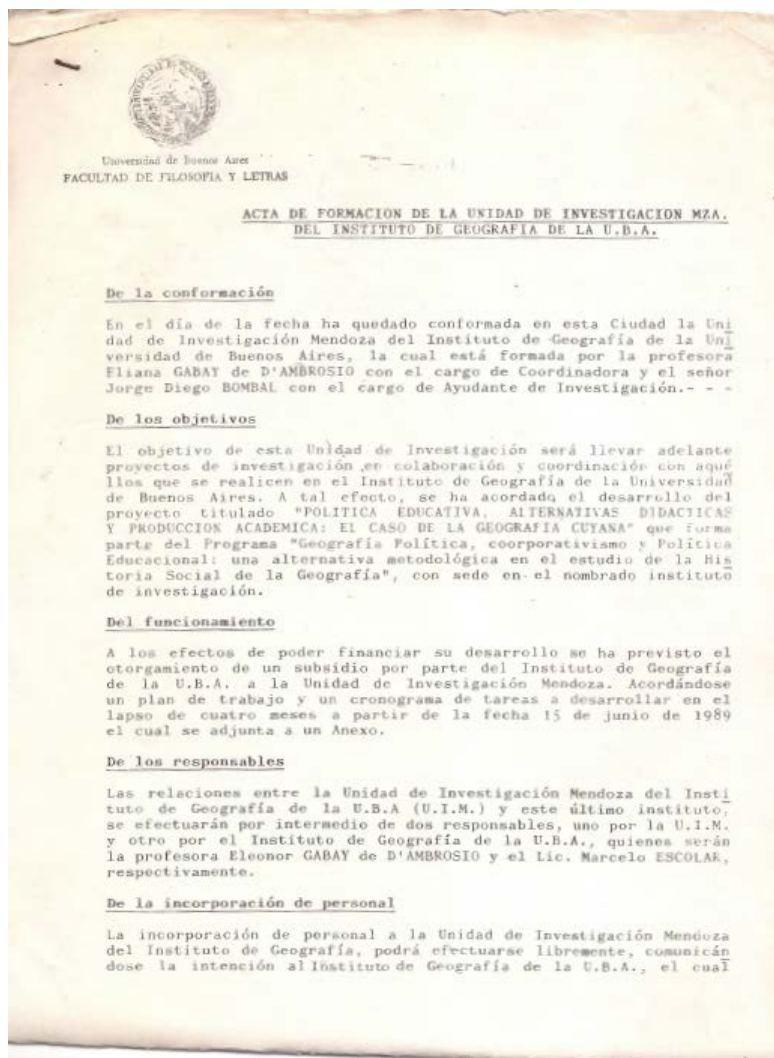 Universidad de Buenos Aires
FACULTAD DE FILOSOFIA Y LETRAS
ACTA DE FORMACION DE LA UNIDAD DE INVESTIGACION MZA.
DEL INSTITUTO DE GEOGRAFIA DE LA U.B.A.
De la conformación
En el día de la fecha ha quedado conformada en esta Ciudad la Uni
dad de Investigación Mendoza del Instituto de Geografía de la Uni
versidad de Buenos Aires, la cual está formada por la profesora
Eliana GABAY de D'AMBROSIO con el cargo de Coordinadora y el señor
Jorge Diego BOMBAL con el cargo de Ayudante de Investigación.- - -
De los objetivos
El objetivo de esta Unidad de Investigación será llevar adelante
proyectos de investigación en colaboración y coordinación con aqué
llos que se realicen en el Instituto de Geografía de la Universidad
de Buenos Aires. A tal efecto, se ha acordado el desarrollo del
proyecto titulado "POLITICA EDUCATIVA, ALTERNATIVAS DIDACTICAS
Y PRODUCCION ACADEMICA: EL CASO DE LA GEOGRAFIA CUYANA" que forma
parte del Programa "Geografía Política, coorporativismo y Política
Educacional: una alternativa metodológica en el estudio de la His
toria Social de la Geografía", con sede en el nombrado instituto
de investigación.
Del funcionamiento
A los efectos de poder financiar su desarrollo se ha previsto el
otorgamiento de un subsidio por parte del Instituto de Geografía
de la U.B.A. a la Unidad de Investigación Mendoza. Acordándose
un plan de trabajo y un cronograma de tareas a desarrollar en el
lapso de cuatro meses a partir de la fecha 15 de junio de 1989
el cual se adjunta a un Anexo.
De los responsables
Las relaciones entre la Unidad de Investigación Mendoza del Insti
tuto de Geografía de la U.B.A (U.I.M.) y este último instituto,
se efectuarán por intermedio de dos responsables, uno por la U.I.M.
y otro por el Instituto de Geografía de la U.B.A., quienes serán
la profesora Eleonor GABAY de D'AMBROSIO y el Lic. Marcelo ESCOLAR,
respectivamente.
De la incorporación de personal
La incorporación de personal a la Unidad de Investigación Mendoza
del Instituto de Geografía, podrá efectuarse libremente, comunicán
dose la intención al Instituto de Geografía de la U.B.A., el cual